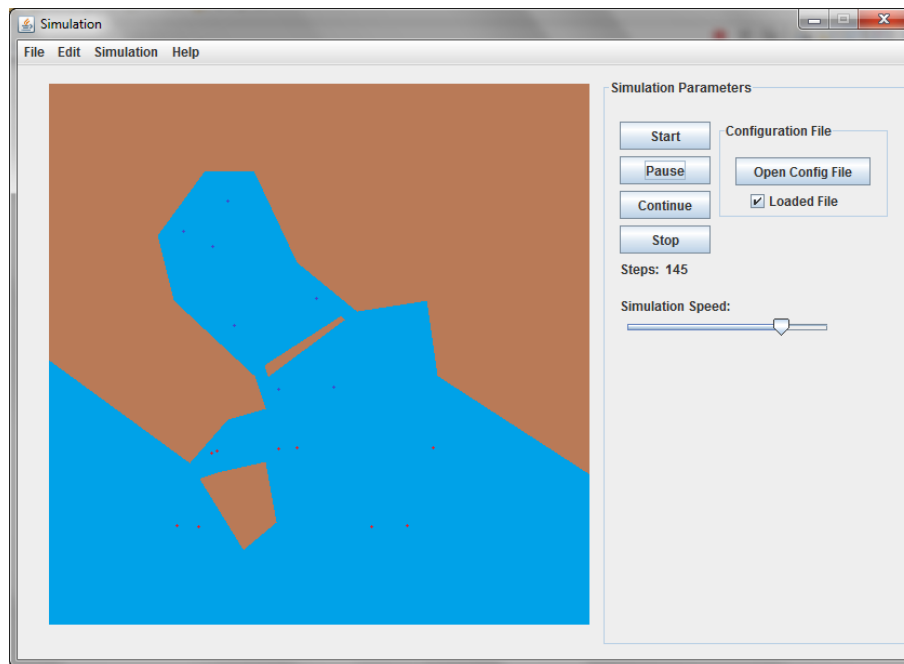 Simulation
File Edit Simulation Help
Simulation Parameters
Start
Configuration File
Pause
Open Config File
Continue
Loaded File
Stop
Steps: 145
Simulation Speed: